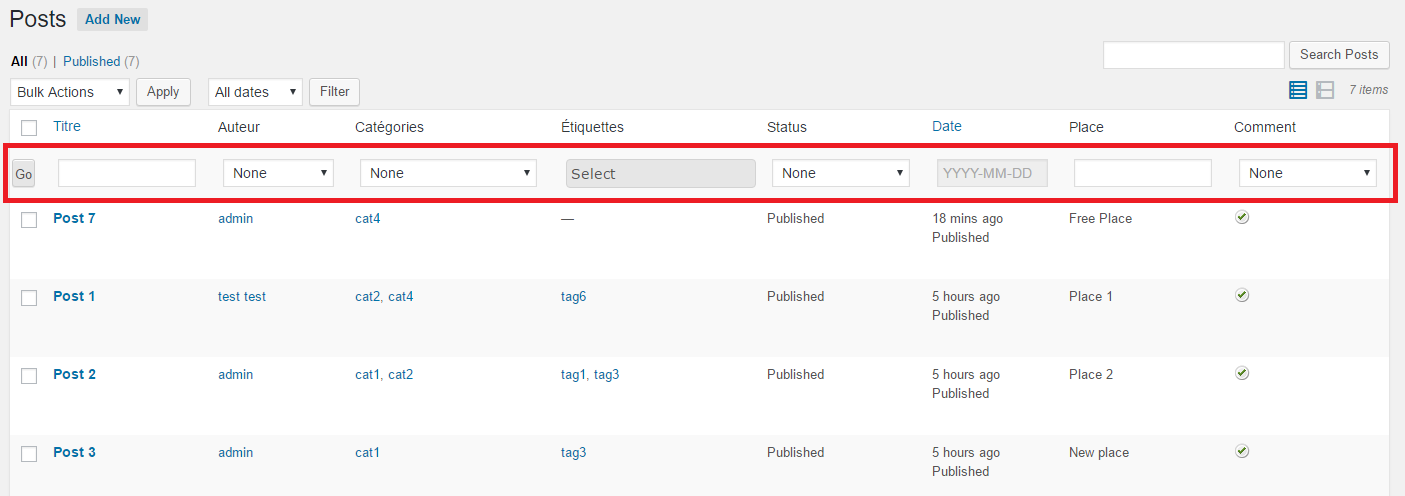 Posts Add New
All (7) | Published (7)
Search Posts
Bulk Actions Apply All dates Filter 7 items
Titre Auteur Catégories Étiquettes Status Date Place Comment
Go None None Select None YYYY-MM-DD None
Post 7 admin cat4 — Published 18 mins ago Free Place
Published
Post 1 test test cat2, cat4 tag6 Published 5 hours ago Place 1
Published
Post 2 admin cat1, cat2 tag1, tag3 Published 5 hours ago Place 2
Published
Post 3 admin cat1 tag3 Published 5 hours ago New place
Published